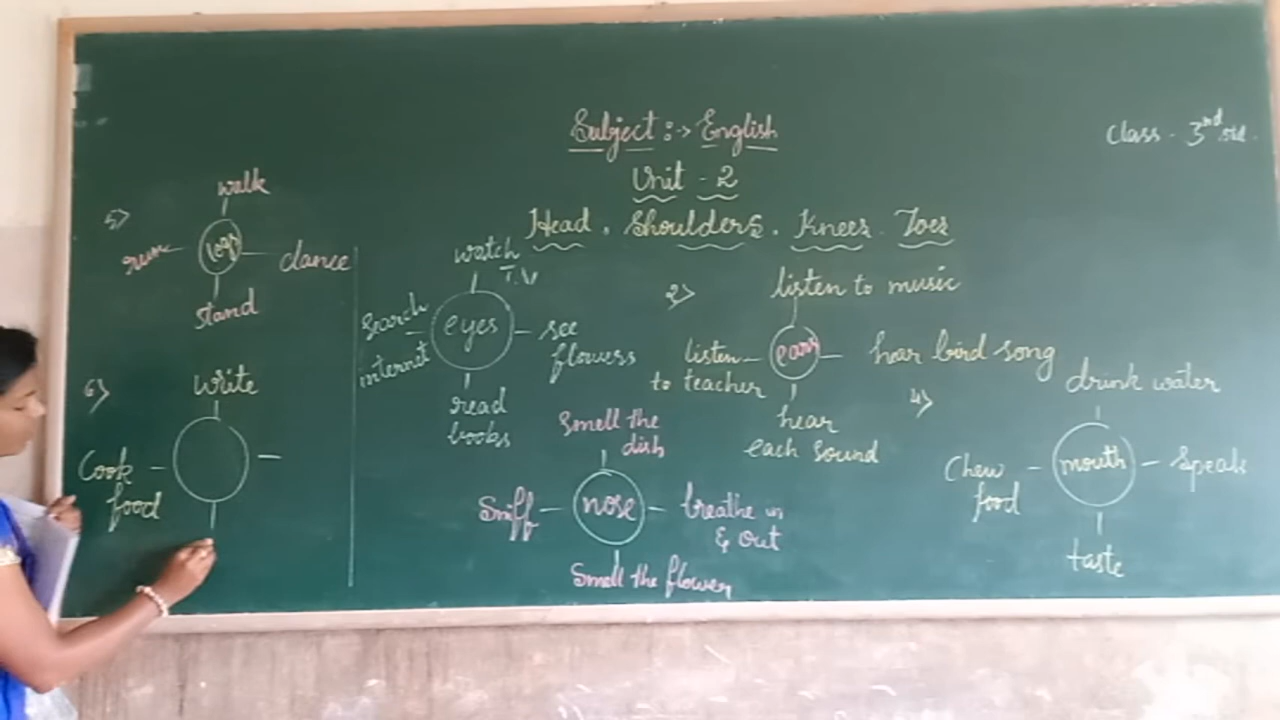 Subject :-> English
Class - 3rd std.
Unit - 2
Head, Shoulders, Knees, Toes
5>
walk
run
legs
dance
stand
6>
write
Cook
food
watch
T.V
Search
internet
eyes
see
flowers
read
books
2>
listen to music
listen
to teacher
ears
hear bird song
hear
each sound
Smell the
dish
Sniff
nose
breathe in
& out
Smell the flower
4>
drink water
Chew
food
mouth
Speak
taste